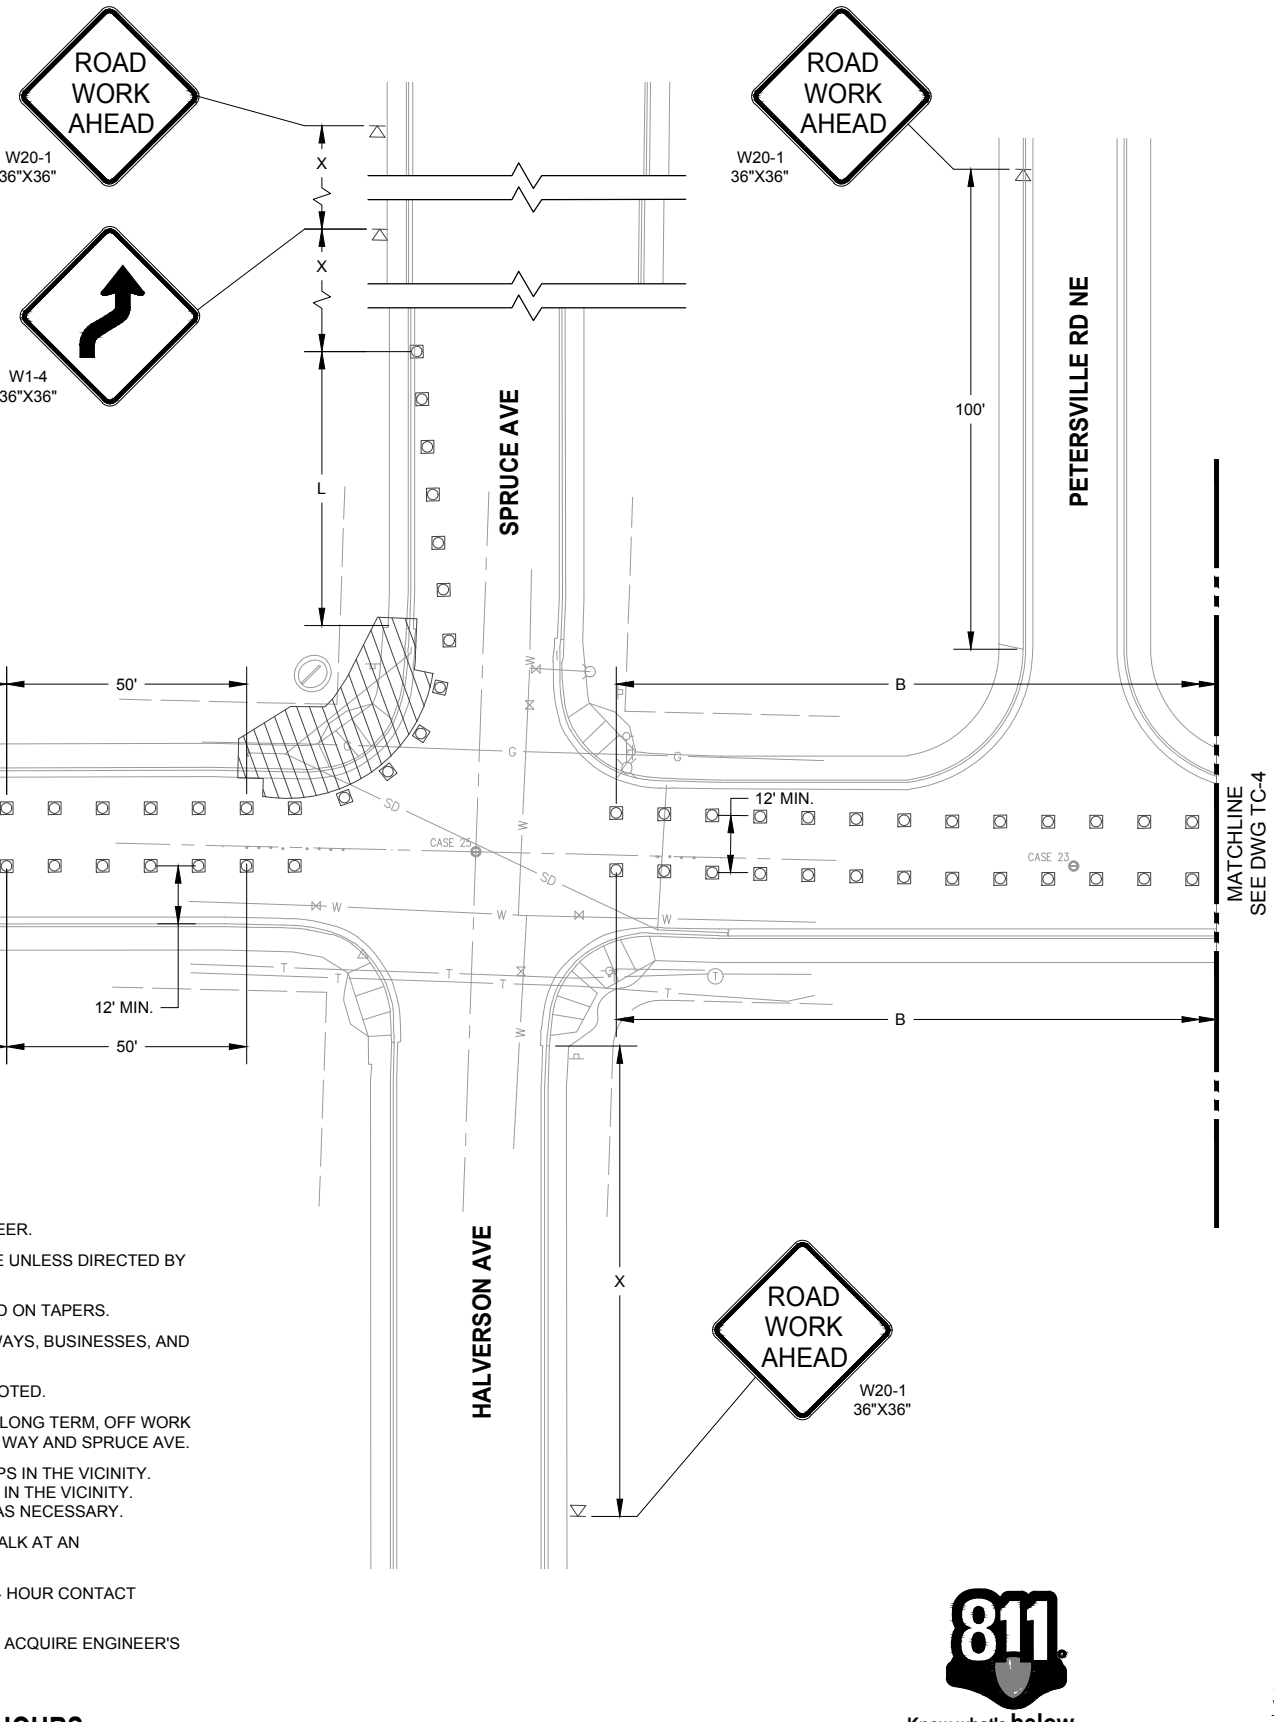 ROAD
WORK
AHEAD
W20-1
36"X36"
ROAD
WORK
AHEAD
W20-1
36"X36"
X
X
W1-4
36"X36"
L
SPRUCE AVE
100'
PETERSVILLE RD NE
50'
B
W
G
G
SD
W
12' MIN.
CASE 25
CASE 23
SD
MATCHLINE
SEE DWG TC-4
W
W
W
T
T
T
T
T
T
W
12' MIN.
B
50'
HALVERSON AVE
X
ROAD
WORK
AHEAD
W20-1
36"X36"
EER.
E UNLESS DIRECTED BY
D ON TAPERS.
WAYS, BUSINESSES, AND
OTED.
LONG TERM, OFF WORK
WAY AND SPRUCE AVE.
PS IN THE VICINITY.
IN THE VICINITY.
AS NECESSARY.
ALK AT AN
HOUR CONTACT
ACQUIRE ENGINEER'S
811
Know what's below
HOURS